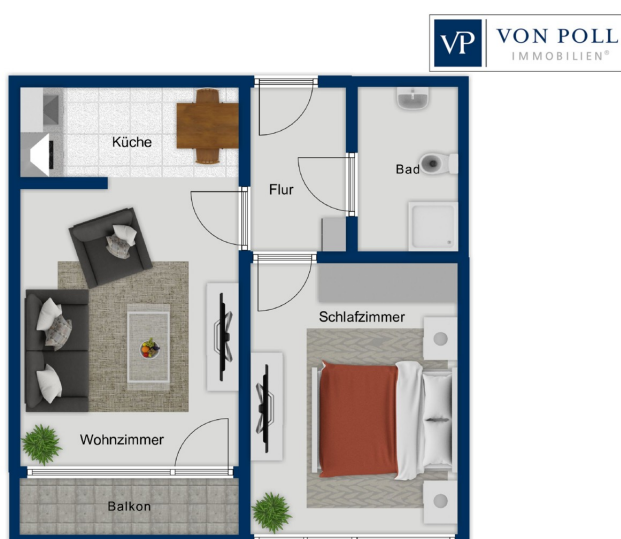 VP VON POLL
IMMOBILIEN®
Küche
Flur
Bad
Schlafzimmer
Wohnzimmer
Balkon